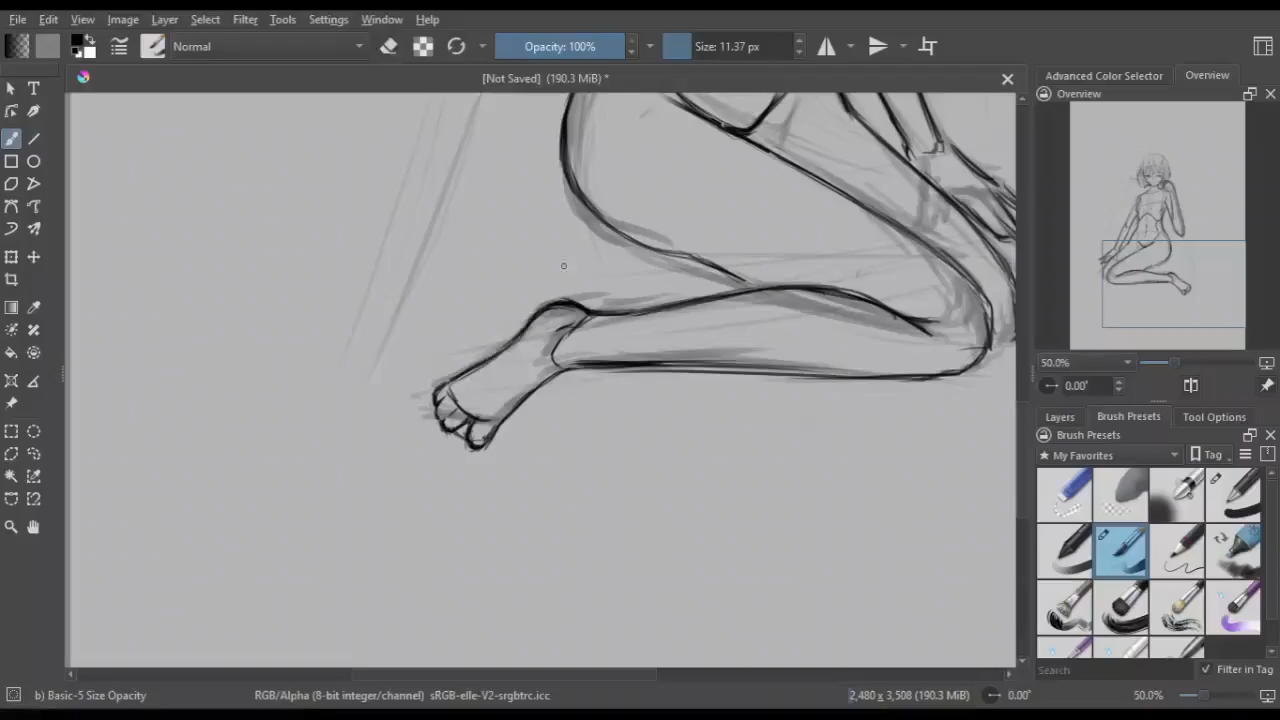 File Edit View Image Layer Select Filter Tools Settings Window Help
Normal Opacity: 100% Size: 11.37 px
[Not Saved] (190.3 MiB) *
Advanced Color Selector Overview
Overview
50.0%
0.00°
Layers Brush Presets Tool Options
Brush Presets
★ My Favorites Tag
Search Filter in Tag
b) Basic-5 Size Opacity RGB/Alpha (8-bit integer/channel) sRGB-elle-V2-srgbtrc.icc 2,480 x 3,508 (190.3 MiB) 0.00° 50.0%